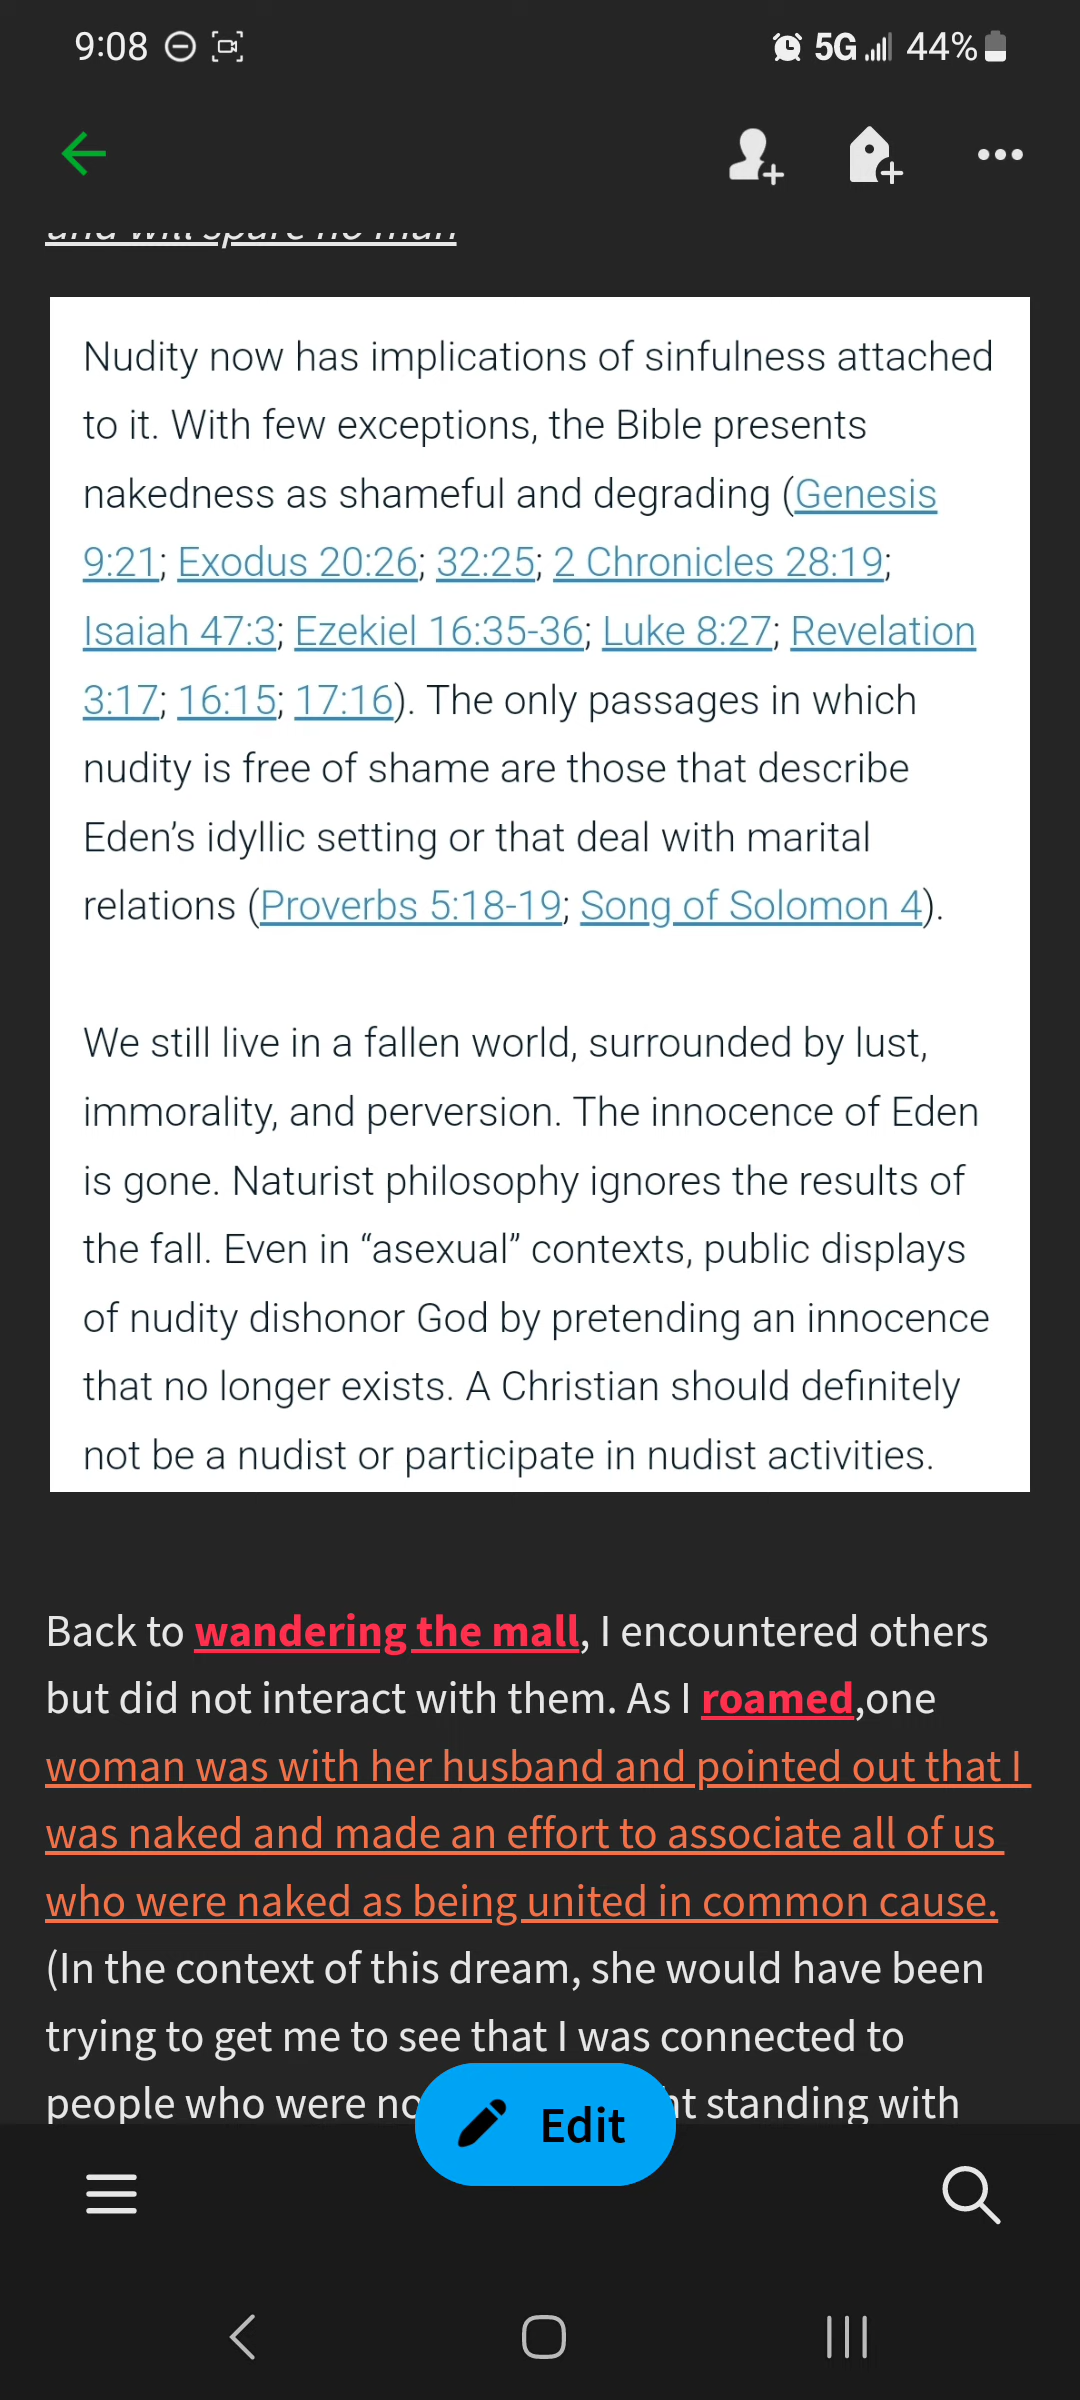 9:08
5G 44%
and will spare no man
Nudity now has implications of sinfulness attached
to it. With few exceptions, the Bible presents
nakedness as shameful and degrading (Genesis
9:21; Exodus 20:26; 32:25; 2 Chronicles 28:19;
Isaiah 47:3; Ezekiel 16:35-36; Luke 8:27; Revelation
3:17; 16:15; 17:16). The only passages in which
nudity is free of shame are those that describe
Eden’s idyllic setting or that deal with marital
relations (Proverbs 5:18-19; Song of Solomon 4).
We still live in a fallen world, surrounded by lust,
immorality, and perversion. The innocence of Eden
is gone. Naturist philosophy ignores the results of
the fall. Even in “asexual” contexts, public displays
of nudity dishonor God by pretending an innocence
that no longer exists. A Christian should definitely
not be a nudist or participate in nudist activities.
Back to wandering the mall, I encountered others
but did not interact with them. As I roamed,one
woman was with her husband and pointed out that I
was naked and made an effort to associate all of us
who were naked as being united in common cause.
(In the context of this dream, she would have been
trying to get me to see that I was connected to
people who were standing with
Edit